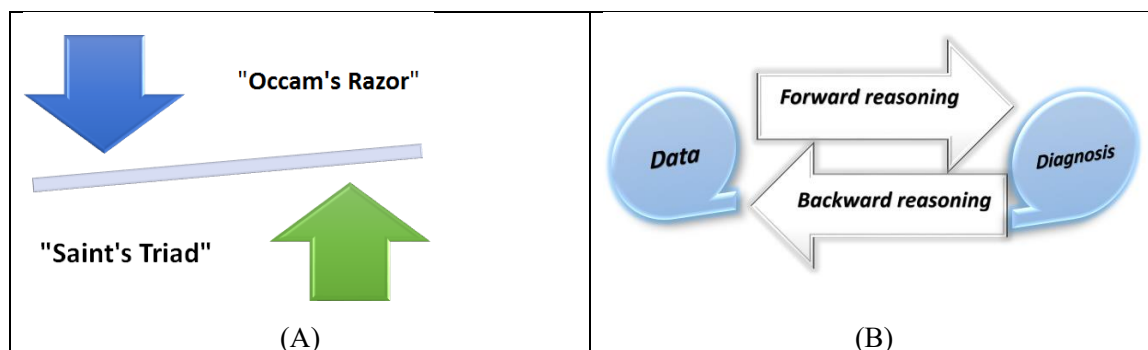 "Occam's Razor"
"Saint's Triad"
(A)
Forward reasoning
Data
Diagnosis
Backward reasoning
(B)